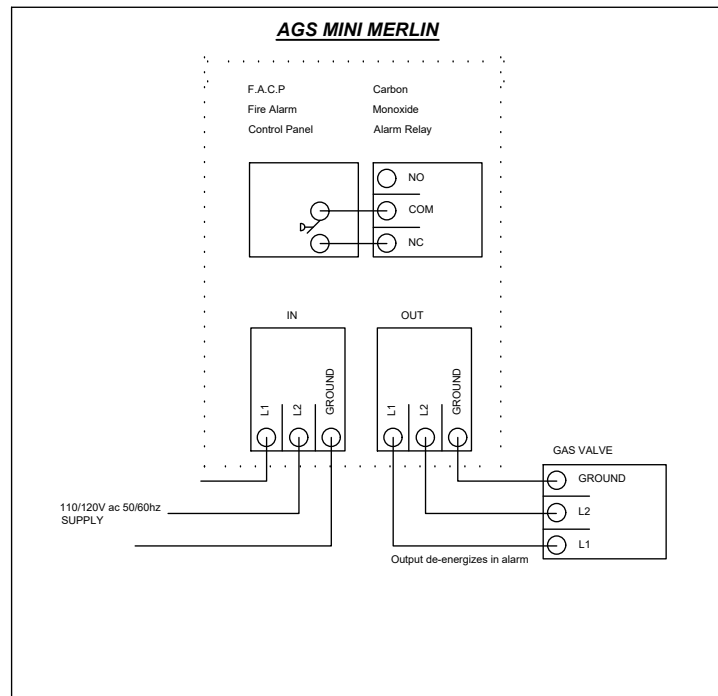 AGS MINI MERLIN
F.A.C.P
Fire Alarm
Control Panel
Carbon
Monoxide
Alarm Relay
NO
COM
NC
IN
OUT
L1
L2
GROUND
L1
L2
GROUND
GAS VALVE
GROUND
L2
L1
110/120V ac 50/60hz
SUPPLY
Output de-energizes in alarm